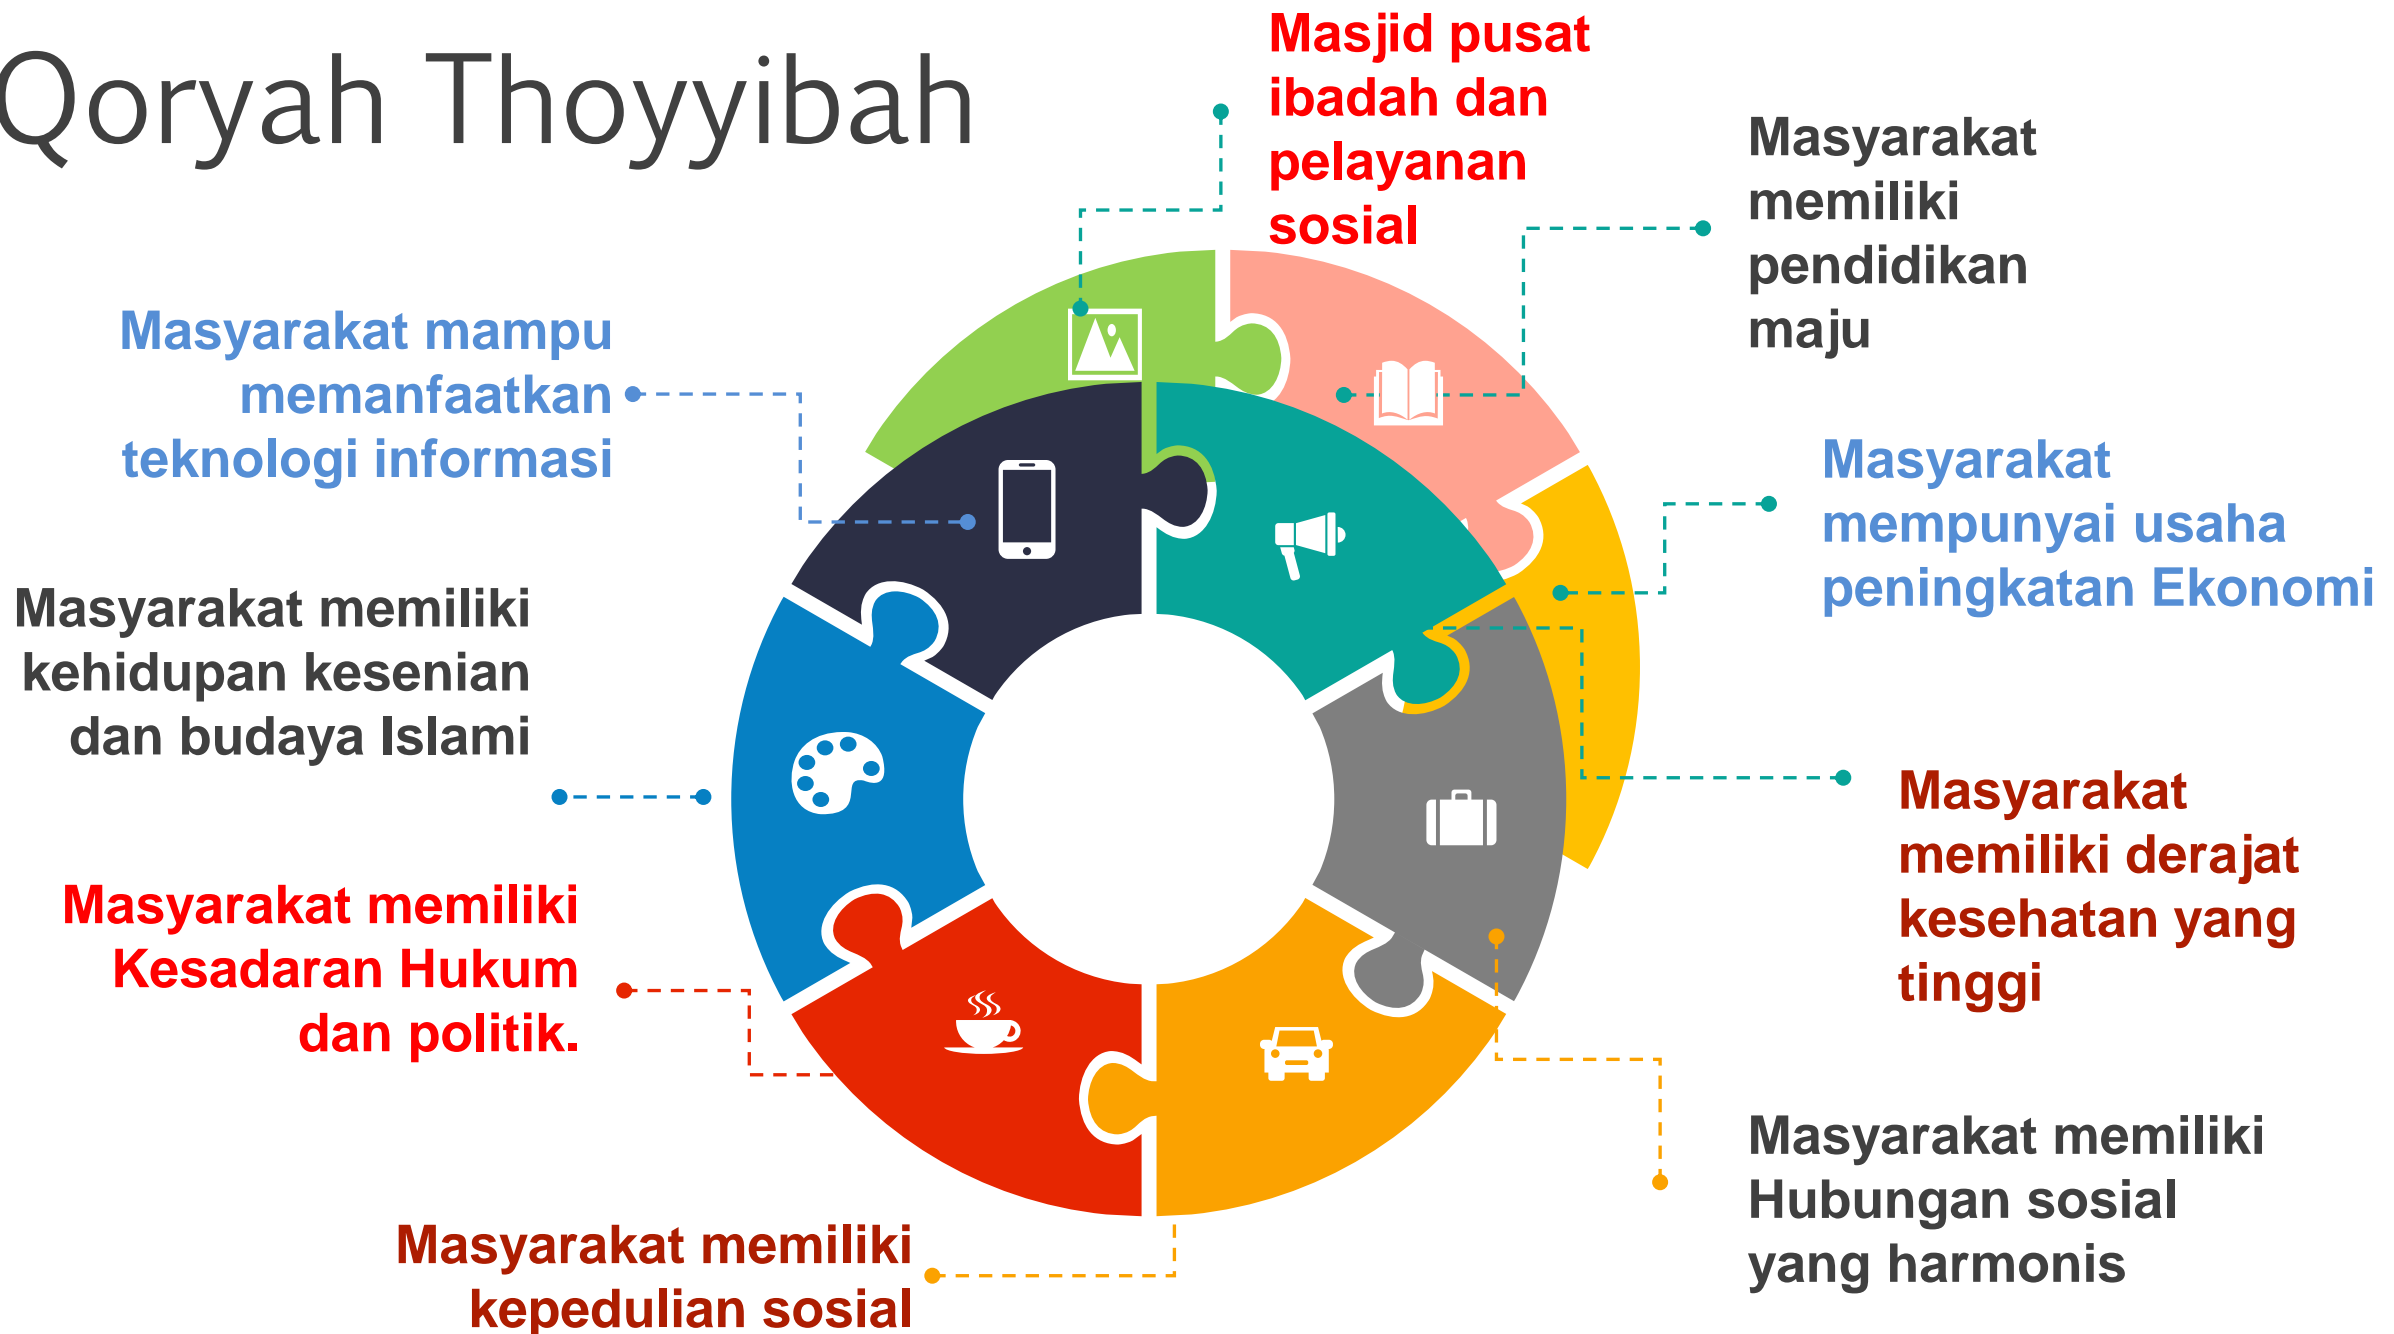 Qoryah Thoyyibah
Masjid pusat
ibadah dan
pelayanan
sosial
Masyarakat
memiliki
pendidikan
maju
Masyarakat
mempunyai usaha
peningkatan Ekonomi
Masyarakat
memiliki derajat
kesehatan yang
tinggi
Masyarakat memiliki
Hubungan sosial
yang harmonis
Masyarakat memiliki
kepedulian sosial
Masyarakat memiliki
Kesadaran Hukum
dan politik.
Masyarakat memiliki
kehidupan kesenian
dan budaya Islami
Masyarakat mampu
memanfaatkan
teknologi informasi